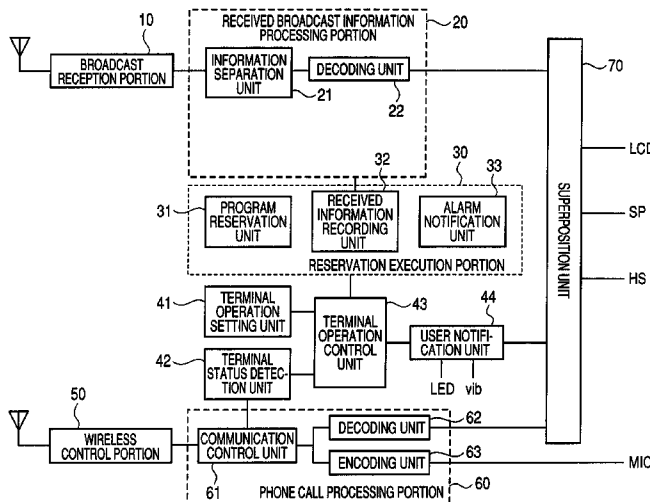 10
RECEIVED BROADCAST INFORMATION
PROCESSING PORTION
20
BROADCAST
RECEPTION PORTION
INFORMATION
SEPARATION
UNIT
21
DECODING UNIT
22
70
LCD
SP
HS
SUPERPOSITION UNIT
32
30
33
31
PROGRAM
RESERVATION
UNIT
RECEIVED
INFORMATION
RECORDING
UNIT
ALARM
NOTIFICATION
UNIT
RESERVATION EXECUTION PORTION
41
TERMINAL
OPERATION
SETTING UNIT
43
TERMINAL
OPERATION
CONTROL
UNIT
44
USER NOTIFI-
CATION UNIT
LED
vib
42
TERMINAL
STATUS DETEC-
TION UNIT
50
WIRELESS
CONTROL PORTION
COMMUNICATION
CONTROL UNIT
61
62
DECODING UNIT
63
ENCODING UNIT
60
MIC
PHONE CALL PROCESSING PORTION